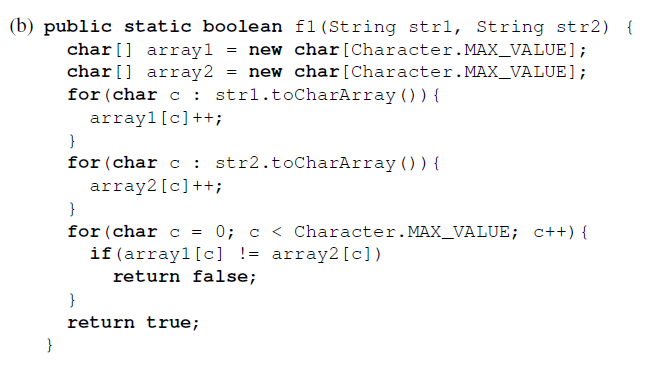 (b) public static boolean f1(String str1, String str2) {
char[] array1 = new char[Character.MAX_VALUE];
char[] array2 = new char[Character.MAX_VALUE];
for(char c : str1.toCharArray()){
array1[c]++;
}
for(char c : str2.toCharArray()){
array2[c]++;
}
for(char c = 0; c < Character.MAX_VALUE; c++){
if(array1[c] != array2[c])
return false;
}
return true;
}